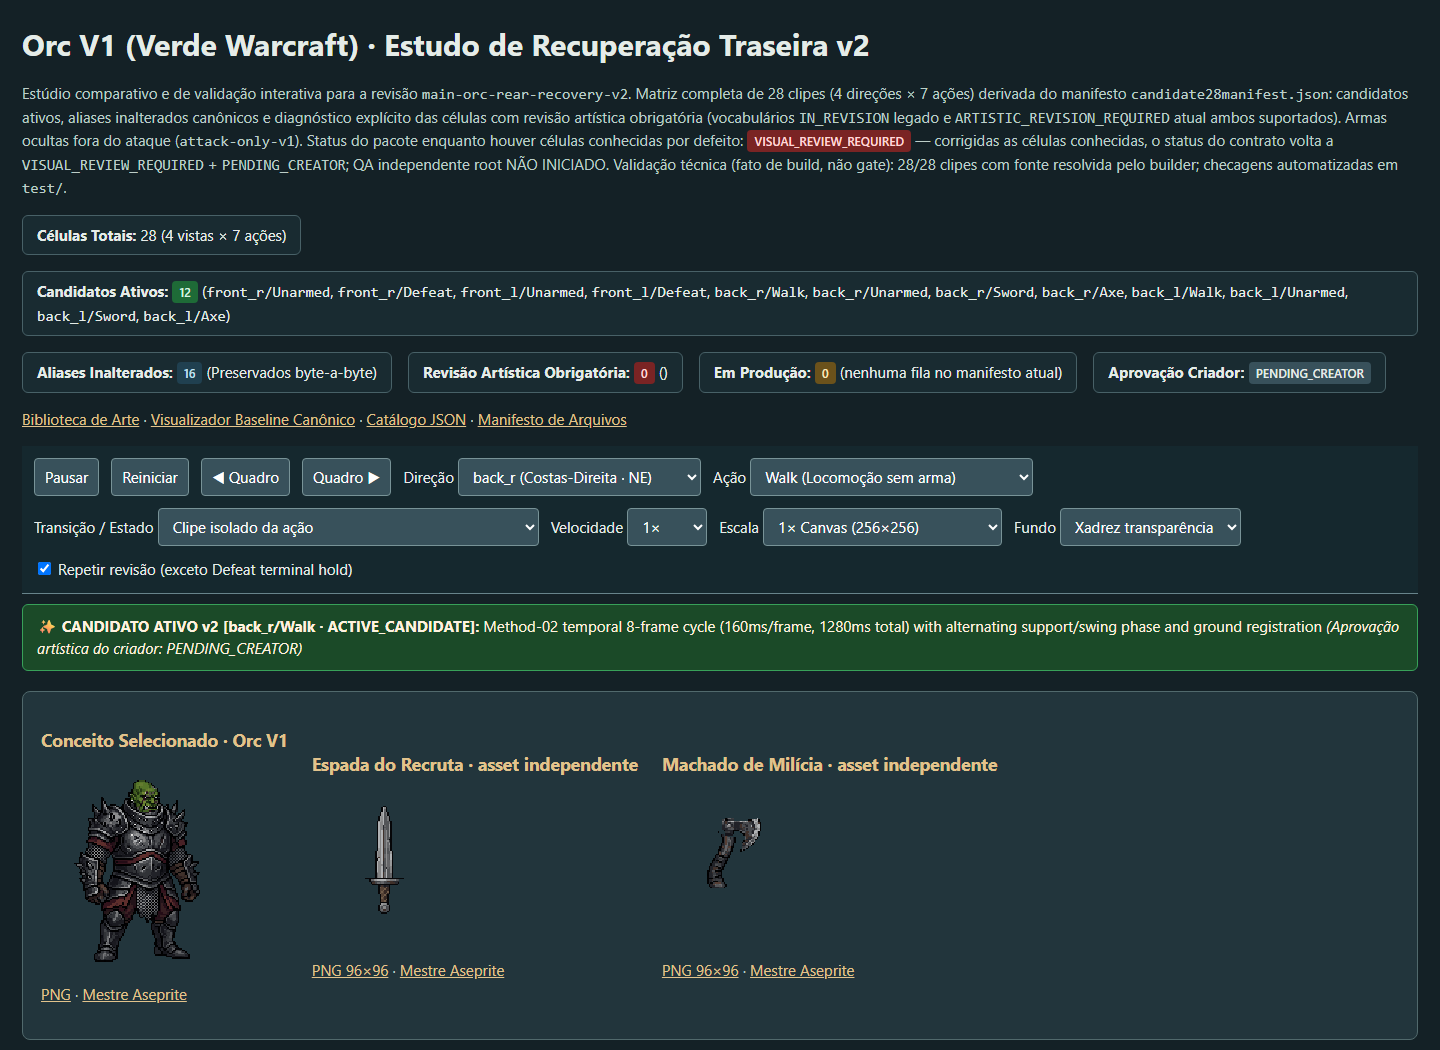 Orc V1 (Verde Warcraft) · Estudo de Recuperação Traseira v2
Estúdio comparativo e de validação interativa para a revisão main-orc-rear-recovery-v2. Matriz completa de 28 clipes (4 direções × 7 ações) derivada do manifesto candidate28manifest.json: candidatos
ativos, aliases inalterados canônicos e diagnóstico explícito das células com revisão artística obrigatória (vocabulários IN_REVISION legado e ARTISTIC_REVISION_REQUIRED atual ambos suportados). Armas
ocultas fora do ataque (attack-only-v1). Status do pacote enquanto houver células conhecidas por defeito: VISUAL_REVIEW_REQUIRED — corrigidas as células conhecidas, o status do contrato volta a
VISUAL_REVIEW_REQUIRED + PENDING_CREATOR; QA independente root NÃO INICIADO. Validação técnica (fato de build, não gate): 28/28 clipes com fonte resolvida pelo builder; checagens automatizadas em
test/.
Células Totais: 28 (4 vistas × 7 ações)
Candidatos Ativos: 12 (front_r/Unarmed, front_r/Defeat, front_l/Unarmed, front_l/Defeat, back_r/Walk, back_r/Unarmed, back_r/Sword, back_r/Axe, back_l/Walk, back_l/Unarmed,
back_l/Sword, back_l/Axe)
Aliases Inalterados: 16 (Preservados byte-a-byte)
Revisão Artística Obrigatória: 0 ()
Em Produção: 0 (nenhuma fila no manifesto atual)
Aprovação Criador: PENDING_CREATOR
Biblioteca de Arte · Visualizador Baseline Canônico · Catálogo JSON · Manifesto de Arquivos
Pausar Reiniciar ◀ Quadro Quadro ▶ Direção back_r (Costas-Direita · NE) Ação Walk (Locomoção sem arma)
Transição / Estado Clipe isolado da ação Velocidade 1× Escala 1× Canvas (256×256) Fundo Xadrez transparência
Repetir revisão (exceto Defeat terminal hold)
✨ CANDIDATO ATIVO v2 [back_r/Walk · ACTIVE_CANDIDATE]: Method-02 temporal 8-frame cycle (160ms/frame, 1280ms total) with alternating support/swing phase and ground registration (Aprovação
artística do criador: PENDING_CREATOR)
Conceito Selecionado · Orc V1
Espada do Recruta · asset independente
Machado de Milícia · asset independente
PNG 96×96 · Mestre Aseprite
PNG 96×96 · Mestre Aseprite
PNG · Mestre Aseprite